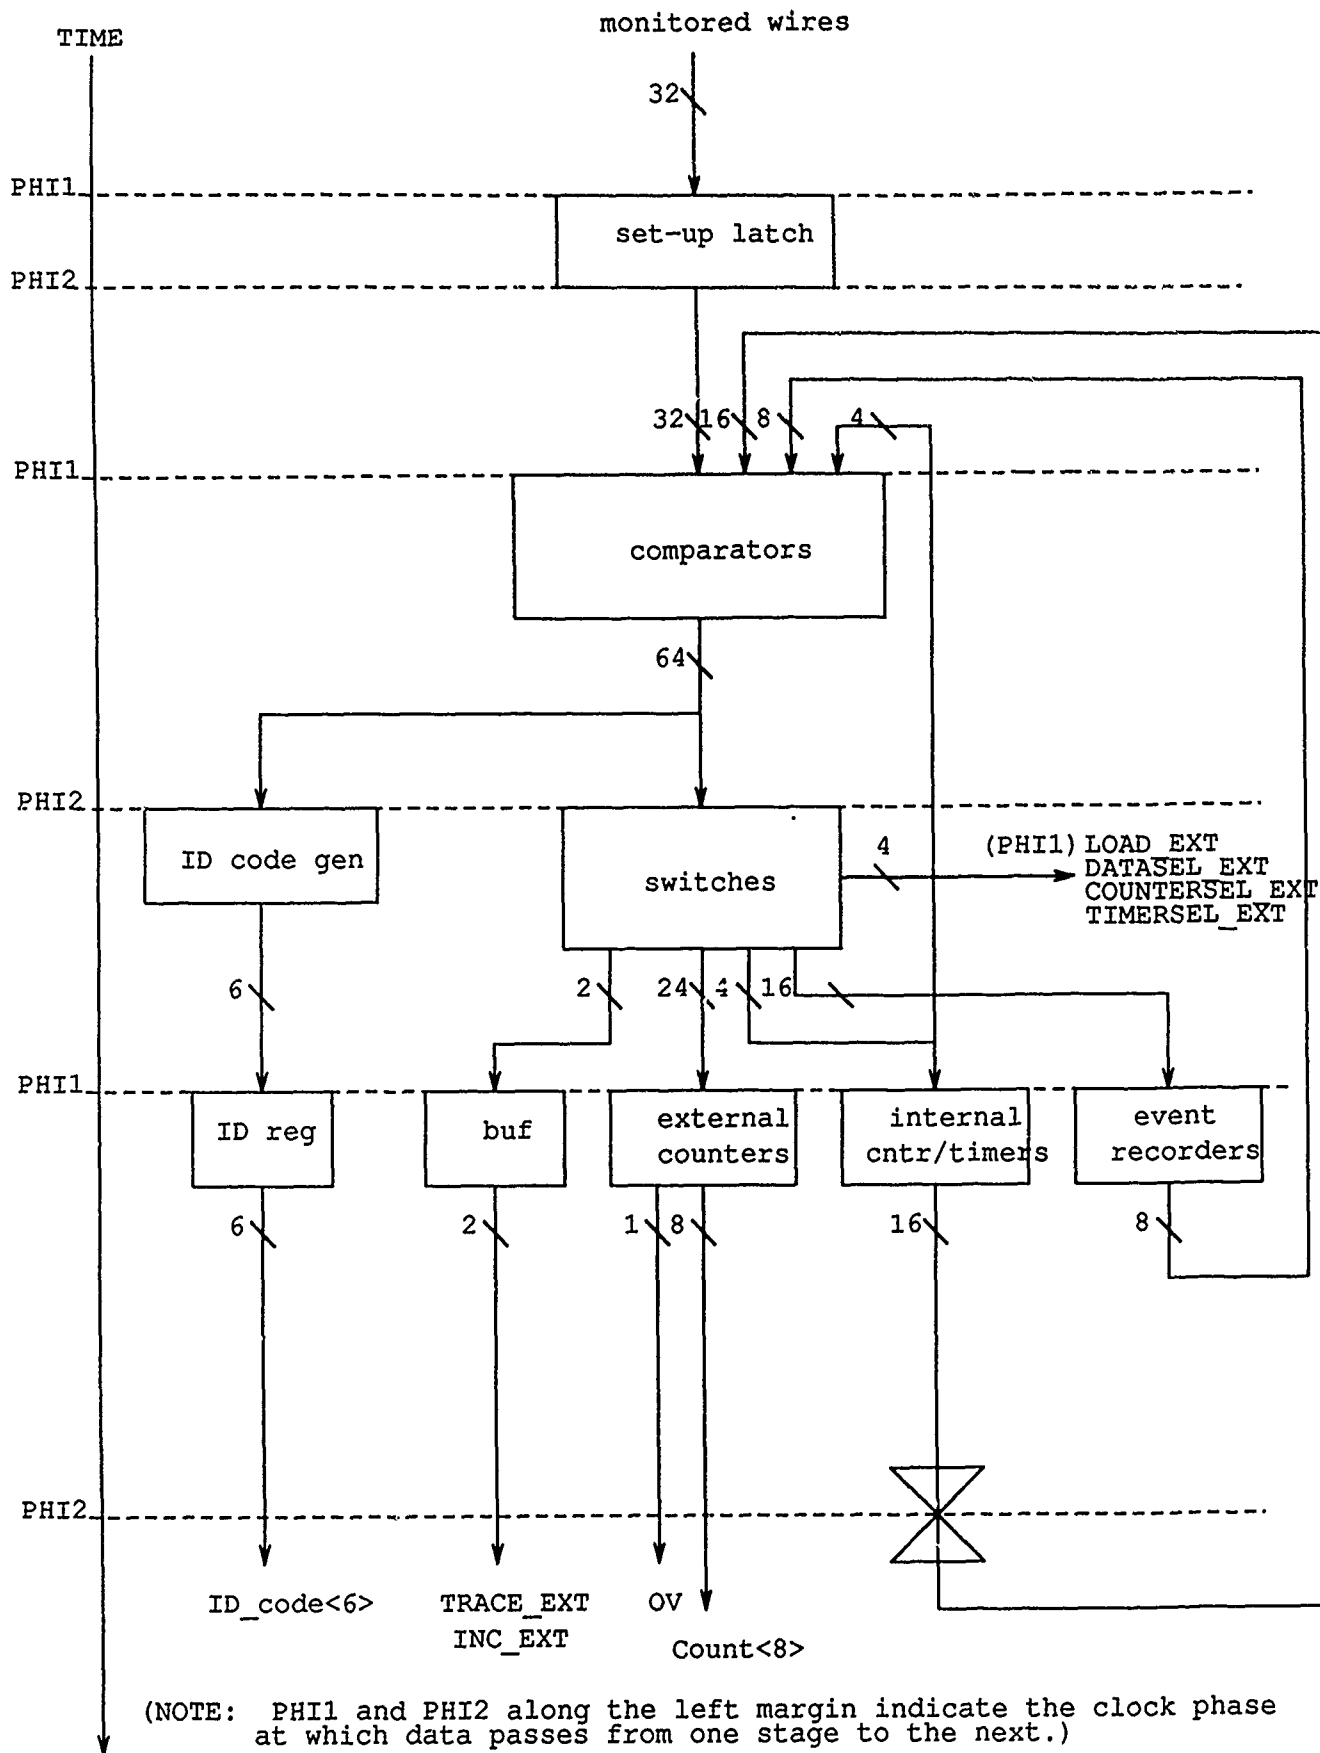 TIME
monitored wires
32
PHI1
set-up latch
PHI2
32 16 8 4
PHI1
comparators
64
PHI2
ID code gen
switches
4
(PHI1) LOAD_EXT
DATASEL_EXT
COUNTERSEL_EXT
TIMERSEL_EXT
6
2 24 4 16
PHI1
ID reg
buf
external
counters
internal
cntr/timers
event
recorders
6 2 1 8 16 8
PHI2
ID_code<6>
TRACE_EXT
INC_EXT
OV
Count<8>
(NOTE: PHI1 and PHI2 along the left margin indicate the clock phase
at which data passes from one stage to the next.)